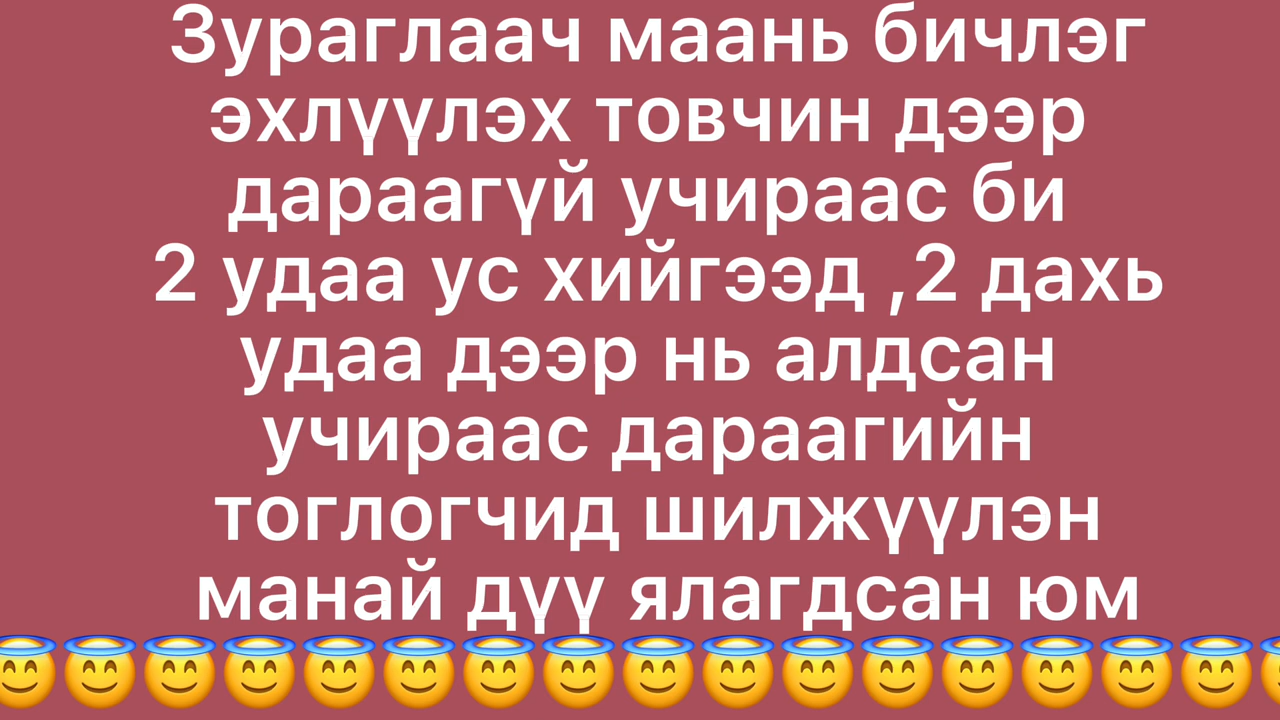 Зураглаач маань бичлэг
эхлүүлэх товчин дээр
дараагүй учираас би
2 удаа ус хийгээд ,2 дахь
удаа дээр нь алдсан
учираас дараагийн
тоглогчид шилжүүлэн
манай дүү ялагдсан юм